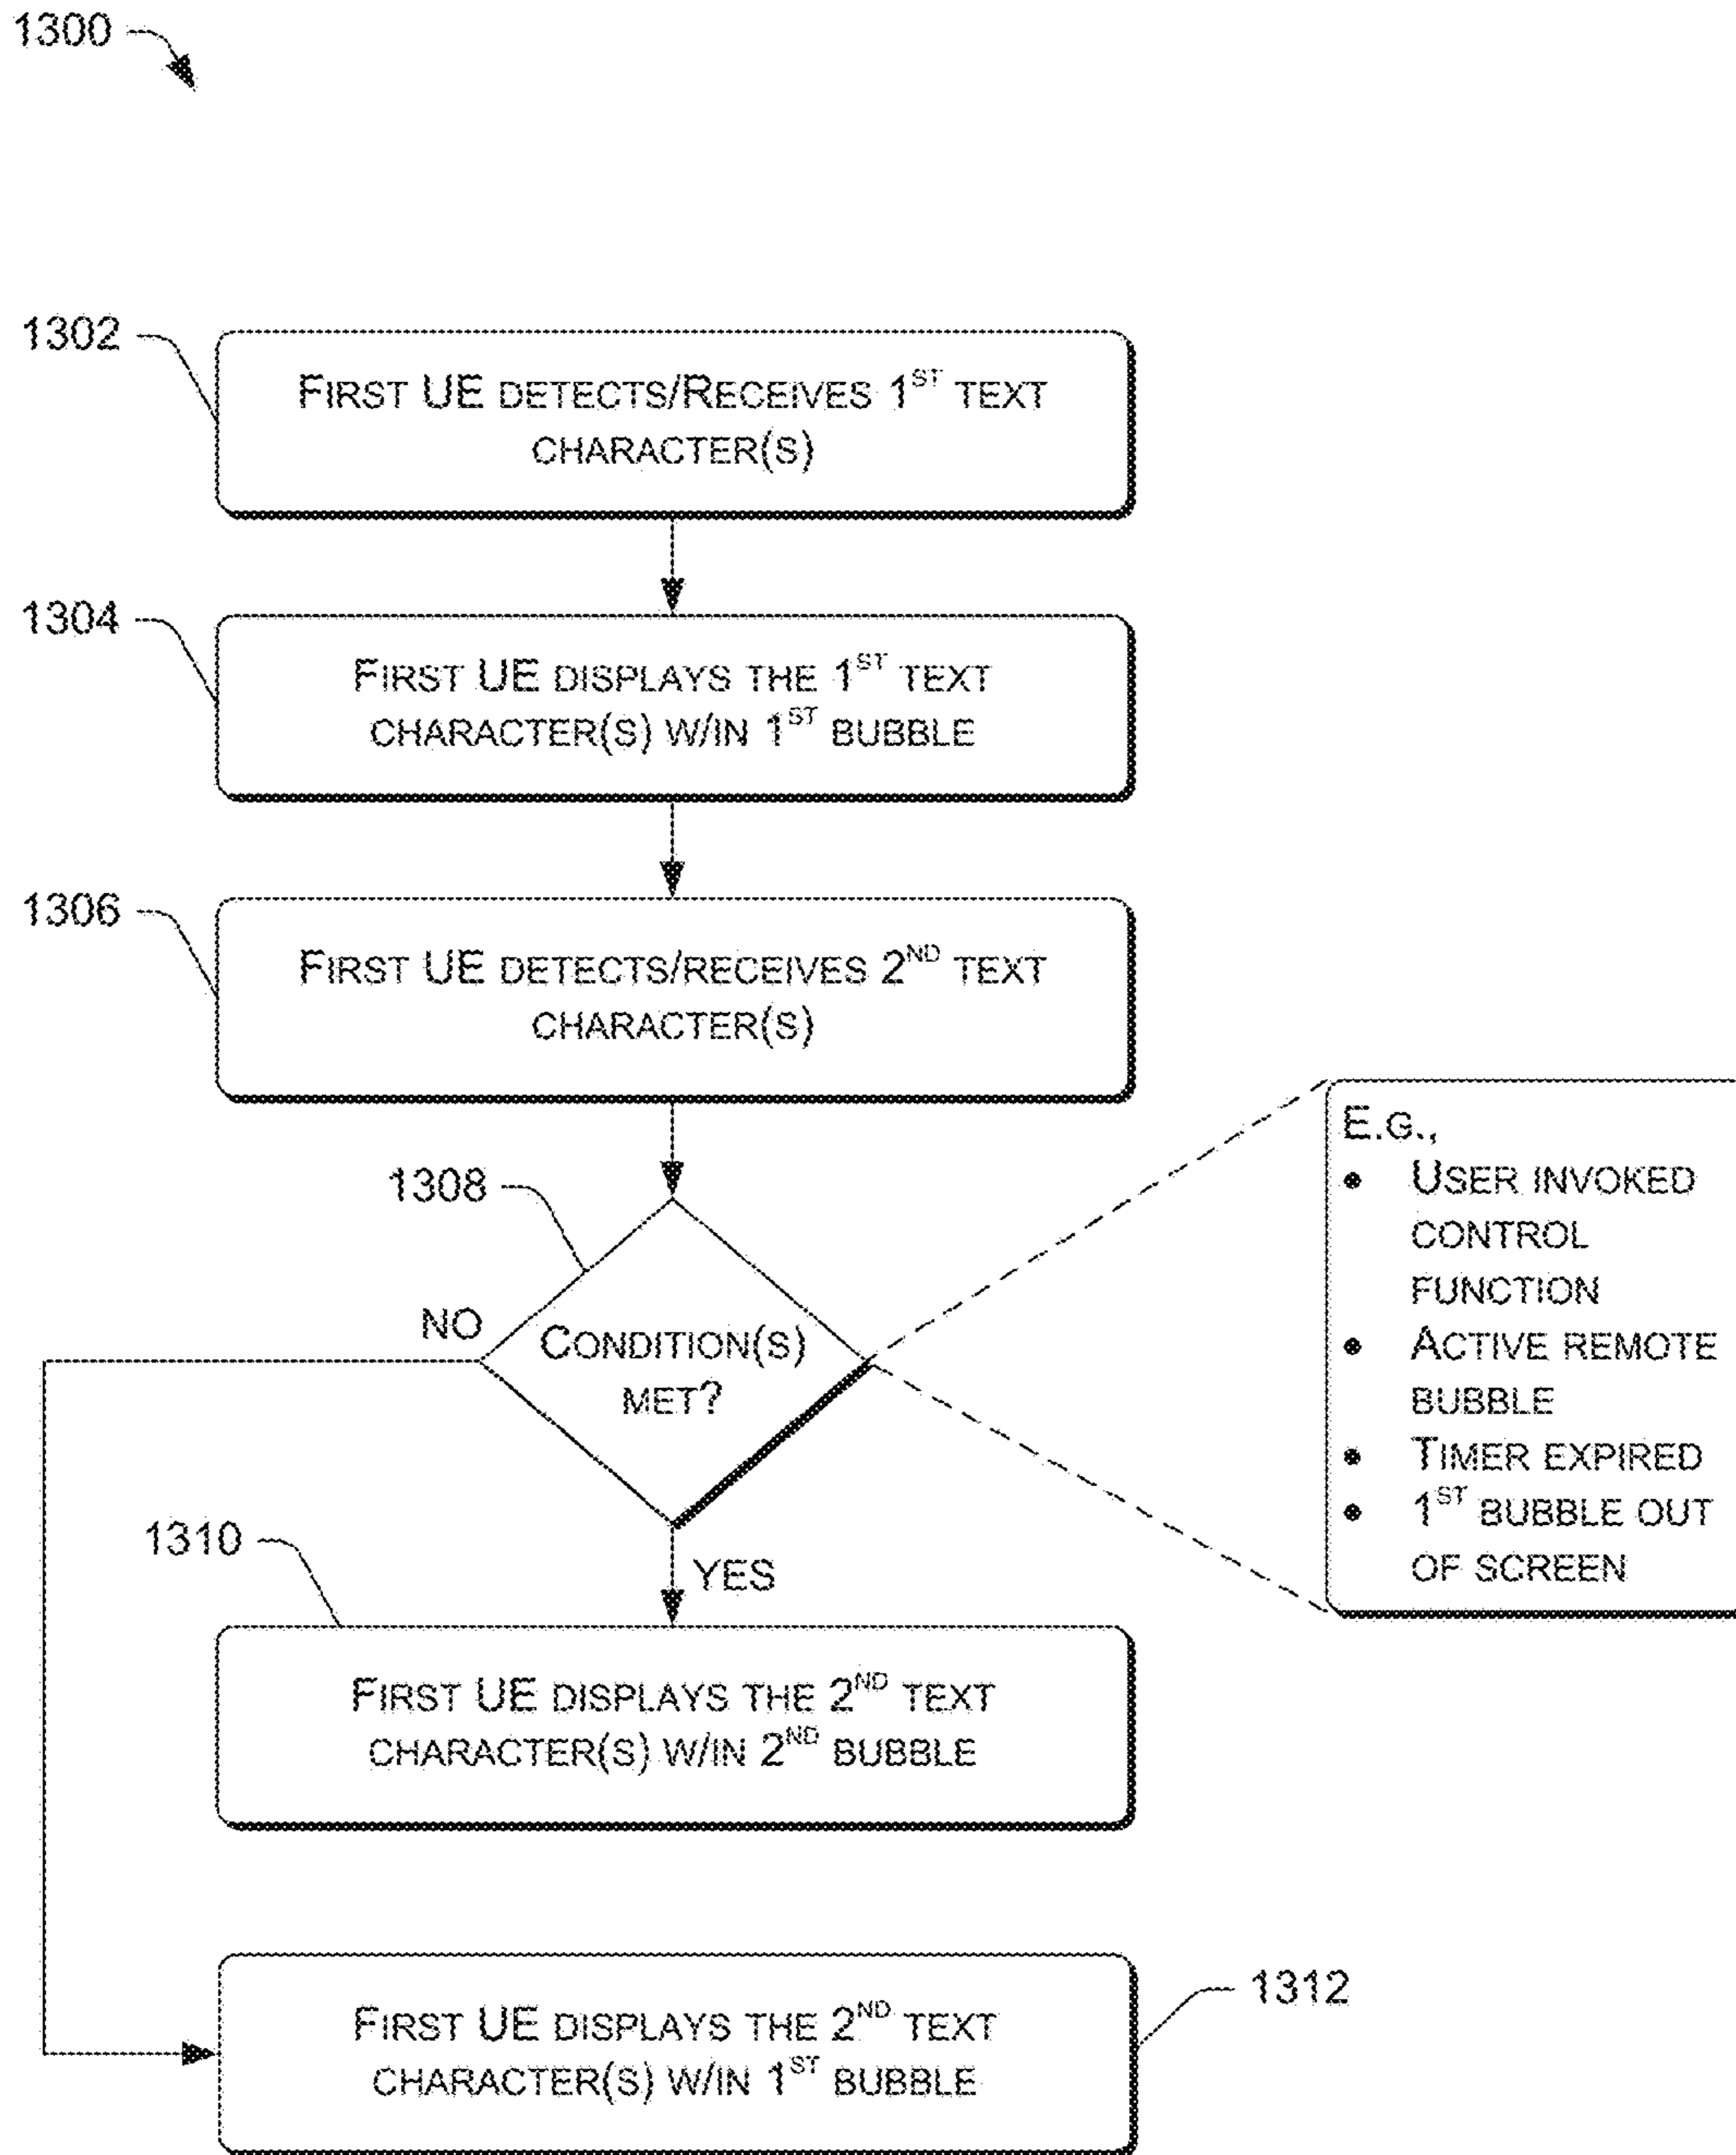 1300
1302
FIRST UE DETECTS/RECEIVES 1ST TEXT
CHARACTER(S)
1304
FIRST UE DISPLAYS THE 1ST TEXT
CHARACTER(S) W/IN 1ST BUBBLE
1306
FIRST UE DETECTS/RECEIVES 2ND TEXT
CHARACTER(S)
1308
NO
CONDITION(S)
MET?
E.G.,
• USER INVOKED
CONTROL
FUNCTION
• ACTIVE REMOTE
BUBBLE
• TIMER EXPIRED
• 1ST BUBBLE OUT
OF SCREEN
YES
1310
FIRST UE DISPLAYS THE 2ND TEXT
CHARACTER(S) W/IN 2ND BUBBLE
1312
FIRST UE DISPLAYS THE 2ND TEXT
CHARACTER(S) W/IN 1ST BUBBLE